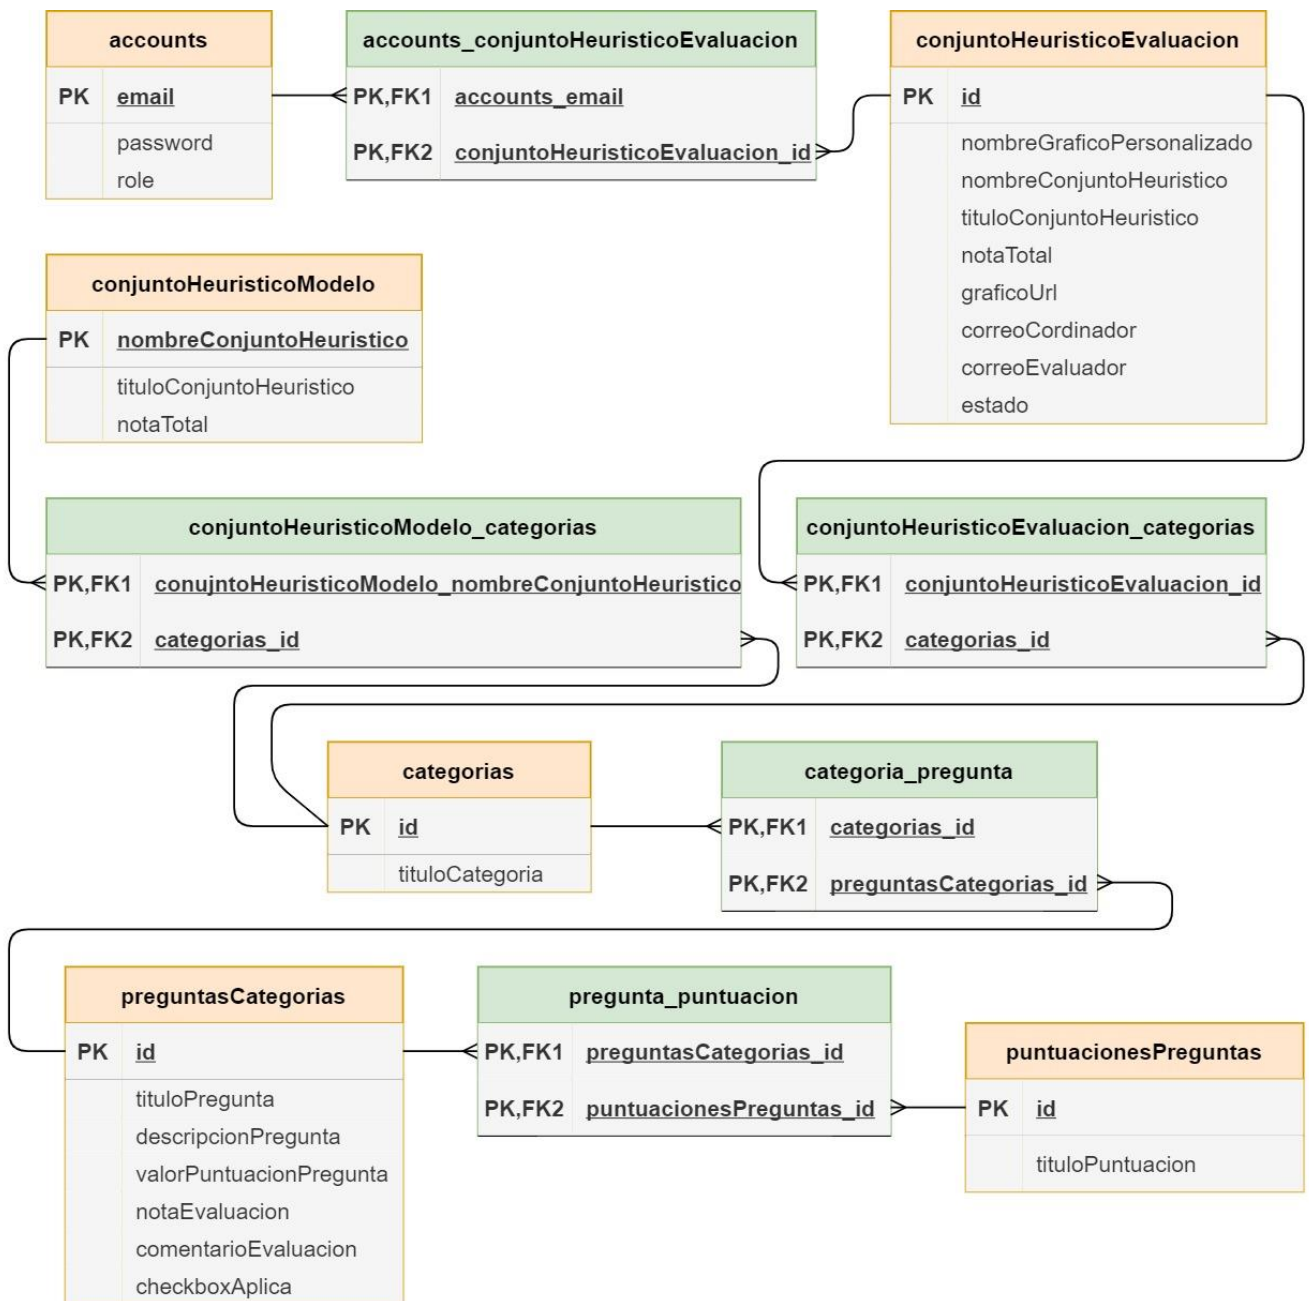 accounts
PK email
password
role
accounts_conjuntoHeuristicoEvaluacion
PK,FK1 accounts_email
PK,FK2 conjuntoHeuristicoEvaluacion_id
conjuntoHeuristicoEvaluacion
PK id
nombreGraficoPersonalizado
nombreConjuntoHeuristico
tituloConjuntoHeuristico
notaTotal
graficoUrl
correoCordinador
correoEvaluador
estado
conjuntoHeuristicoModelo
PK nombreConjuntoHeuristico
tituloConjuntoHeuristico
notaTotal
conjuntoHeuristicoModelo_categorias
PK,FK1 conujntoHeuristicoModelo_nombreConjuntoHeuristico
PK,FK2 categorias_id
conjuntoHeuristicoEvaluacion_categorias
PK,FK1 conjuntoHeuristicoEvaluacion_id
PK,FK2 categorias_id
categorias
PK id
tituloCategoria
categoria_pregunta
PK,FK1 categorias_id
PK,FK2 preguntasCategorias_id
preguntasCategorias
PK id
tituloPregunta
descripcionPregunta
valorPuntuacionPregunta
notaEvaluacion
comentarioEvaluacion
checkboxAplica
pregunta_puntuacion
PK,FK1 preguntasCategorias_id
PK,FK2 puntuacionesPreguntas_id
puntuacionesPreguntas
PK id
tituloPuntuacion